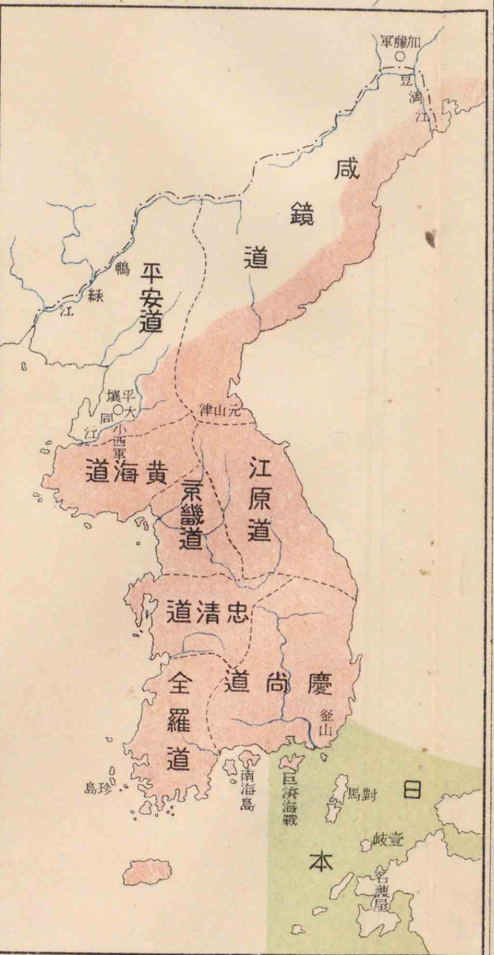 加藤軍
豆滿江
咸鏡道
平安道
鴨緑江
平壤
大同江
小西軍
元山津
黄海道
京畿道
江原道
忠清道
慶尚道
全羅道
釜山
珍島
南海島
巨済海戰
對馬
日本
壹岐
名護屋